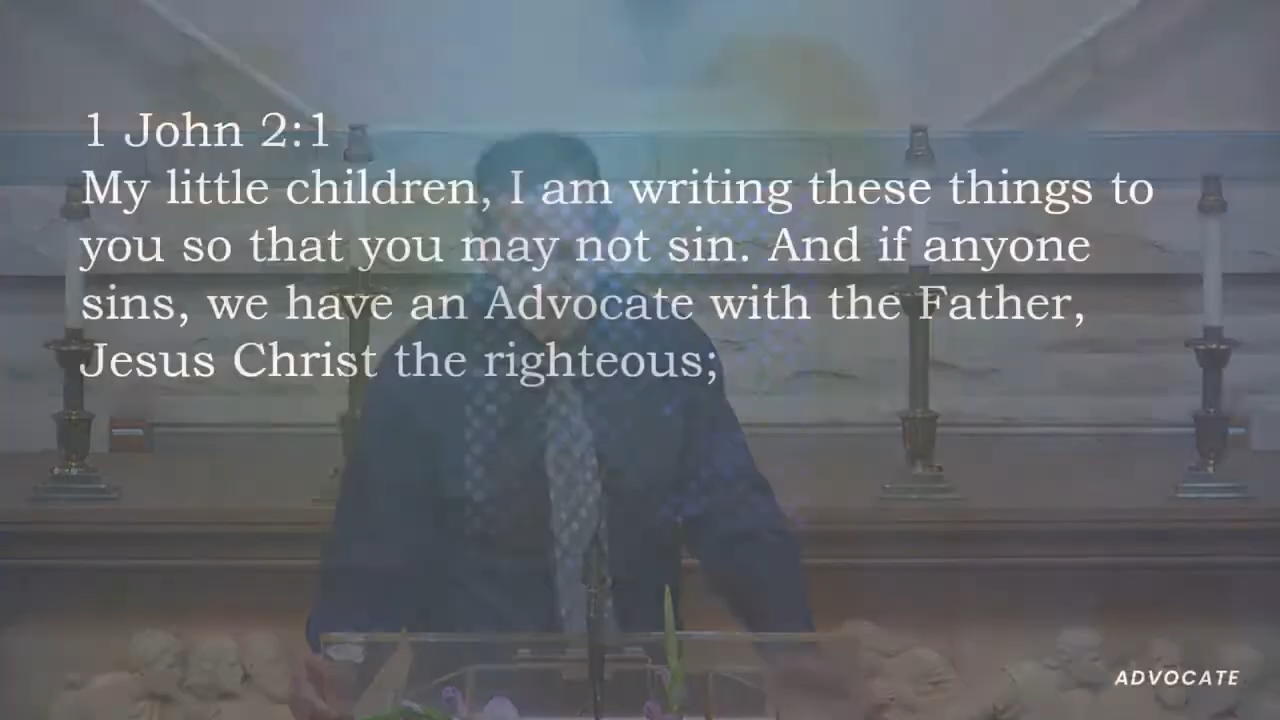 1 John 2:1
My little children, I am writing these things to
you so that you may not sin. And if anyone
sins, we have an Advocate with the Father,
Jesus Christ the righteous;
ADVOCATE